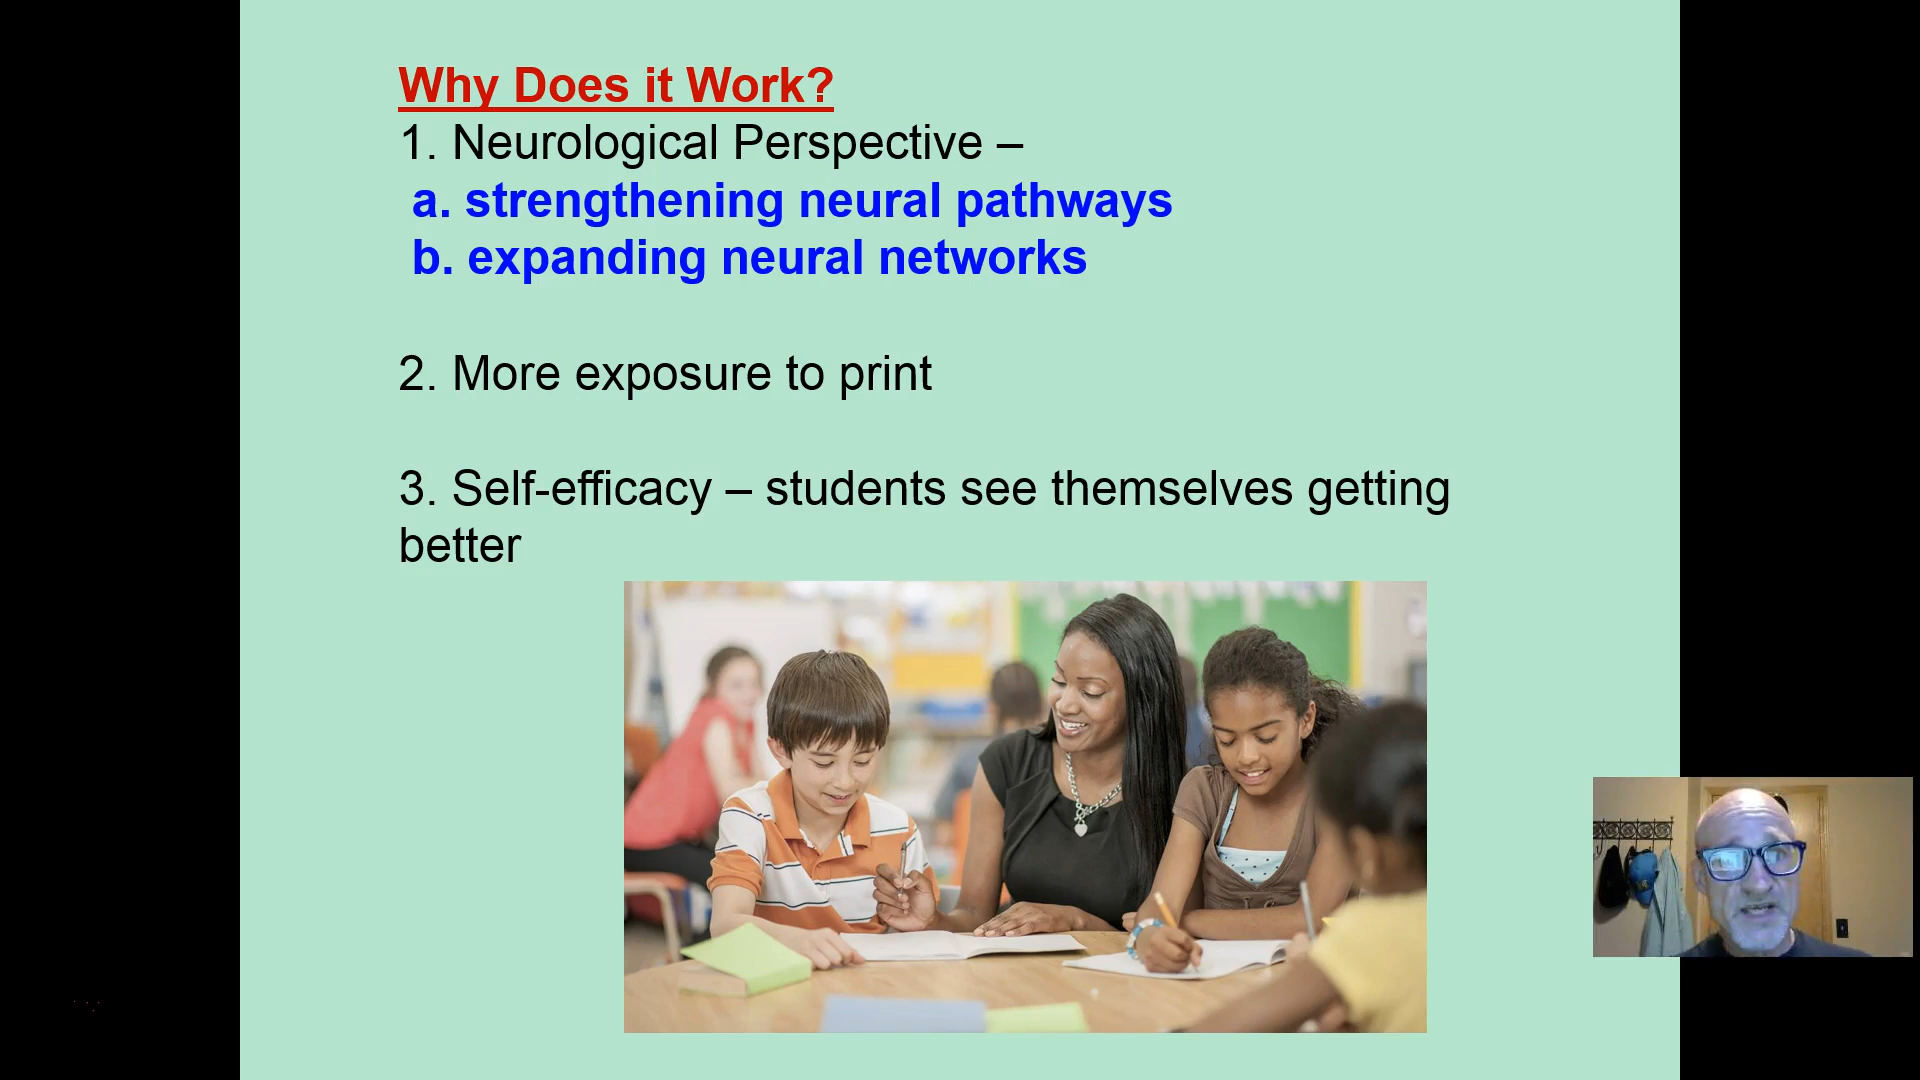 Why Does it Work?
1. Neurological Perspective –
a. strengthening neural pathways
b. expanding neural networks
2. More exposure to print
3. Self-efficacy – students see themselves getting
better